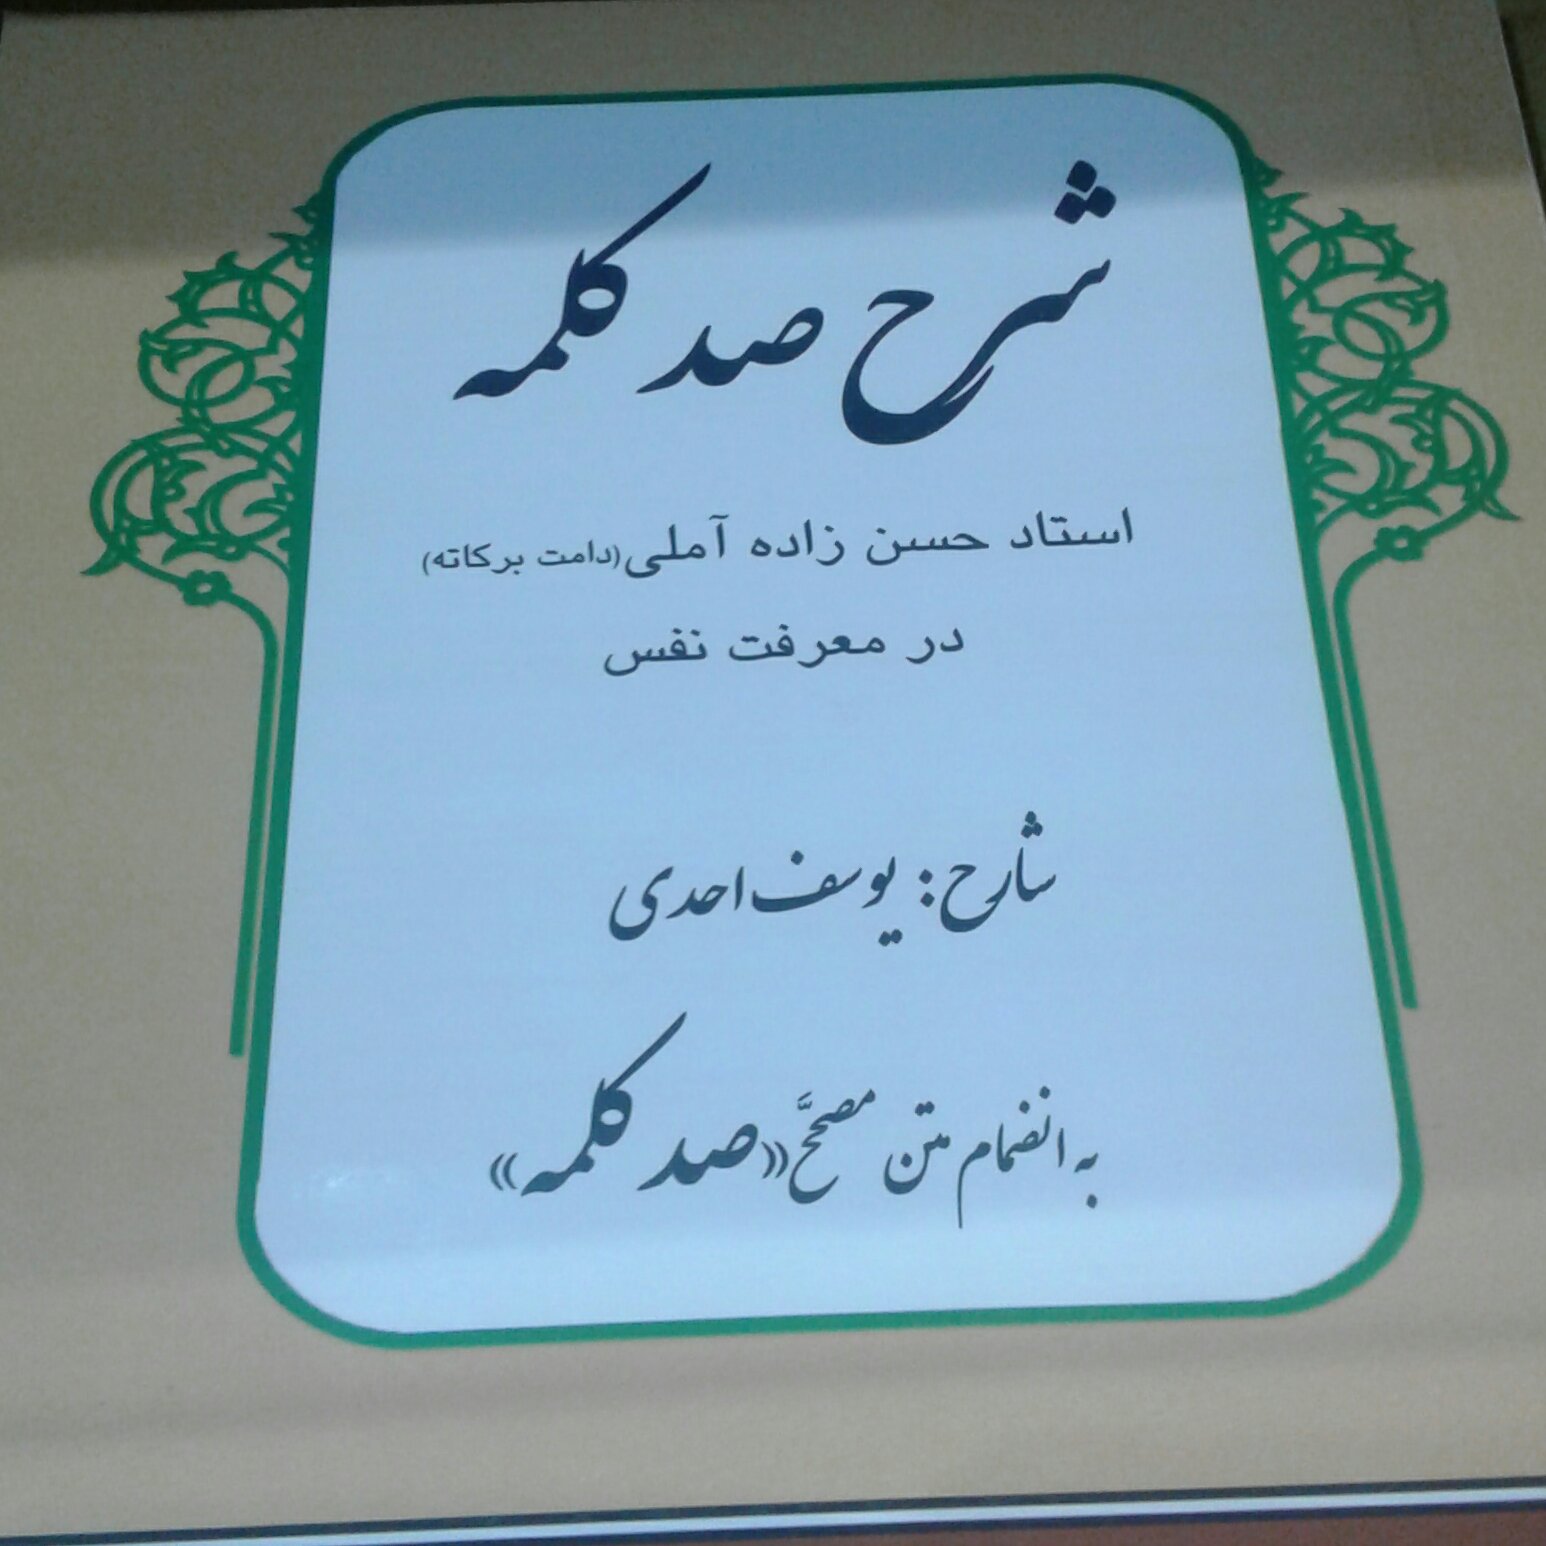 شرح صد کلمه
استاد حسن زاده آملی(دامت برکاته)
در معرفت نفس
شارح: یوسف احدی
به انضمام متن مصحَّح «صد کلمه»